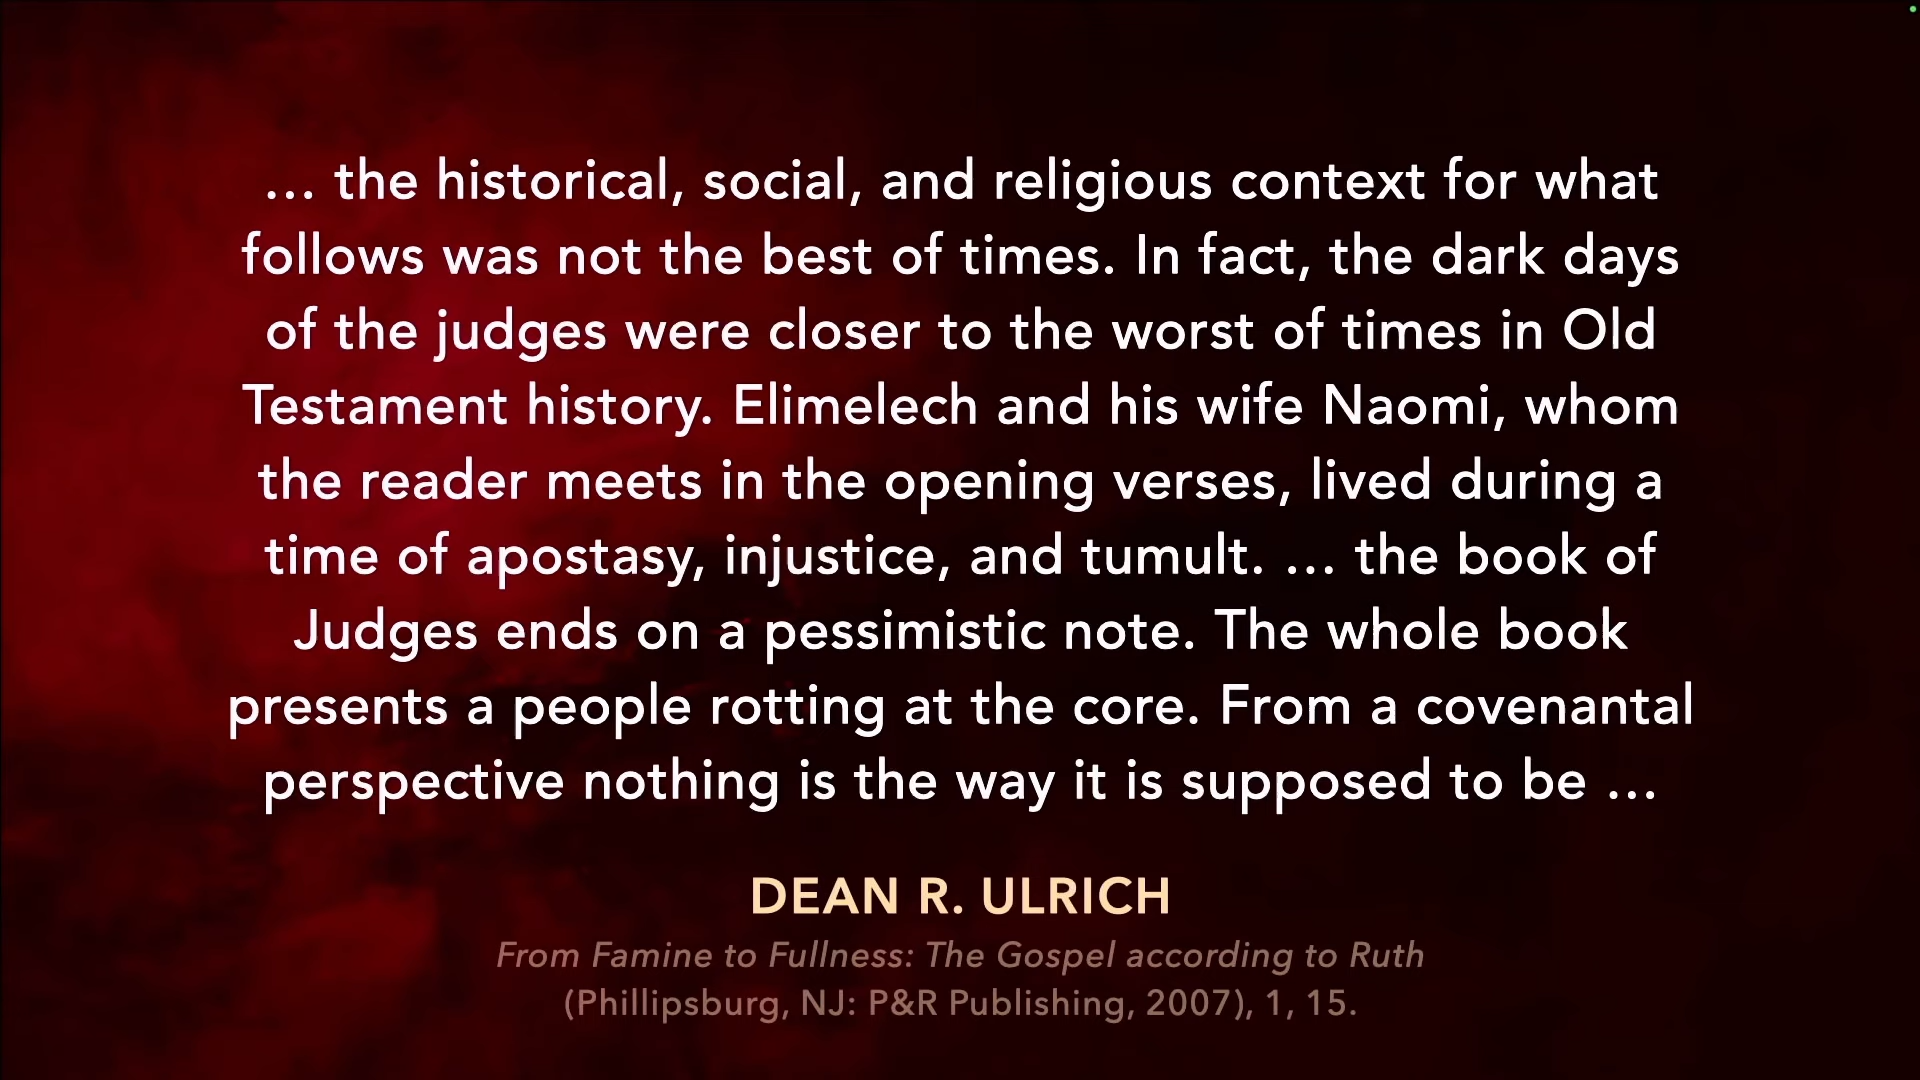 … the historical, social, and religious context for what
follows was not the best of times. In fact, the dark days
of the judges were closer to the worst of times in Old
Testament history. Elimelech and his wife Naomi, whom
the reader meets in the opening verses, lived during a
time of apostasy, injustice, and tumult. … the book of
Judges ends on a pessimistic note. The whole book
presents a people rotting at the core. From a covenantal
perspective nothing is the way it is supposed to be …
DEAN R. ULRICH
From Famine to Fullness: The Gospel according to Ruth
(Phillipsburg, NJ: P&R Publishing, 2007), 1, 15.